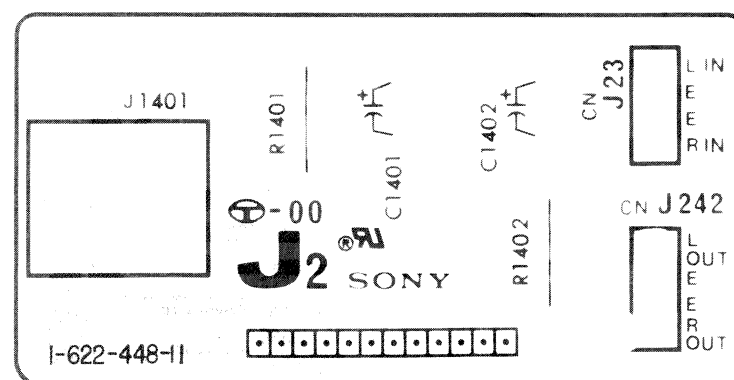 J1401
R1401
C1401
C1402
R1402
CN
J23
L IN
E
E
R IN
CN J242
L
OUT
E
E
R
OUT
-00
J2
®
SONY
1-622-448-11